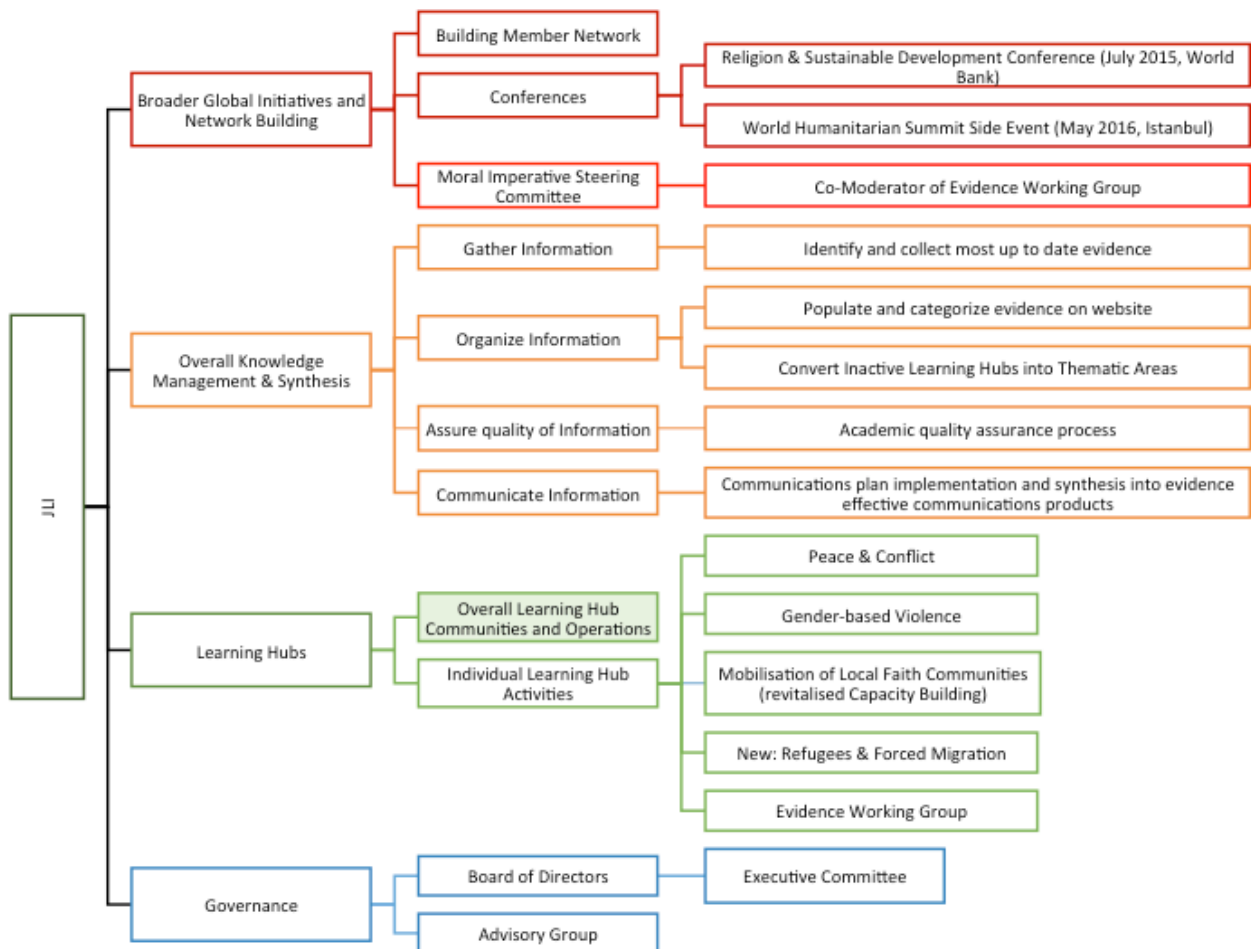 JLI
Broader Global Initiatives and
Network Building
Building Member Network
Conferences
Religion & Sustainable Development Conference (July 2015, World
Bank)
World Humanitarian Summit Side Event (May 2016, Istanbul)
Moral Imperative Steering
Committee
Co-Moderator of Evidence Working Group
Overall Knowledge
Management & Synthesis
Gather Information
Identify and collect most up to date evidence
Organize Information
Populate and categorize evidence on website
Convert Inactive Learning Hubs into Thematic Areas
Assure quality of Information
Academic quality assurance process
Communicate Information
Communications plan implementation and synthesis into evidence
effective communications products
Learning Hubs
Overall Learning Hub
Communities and Operations
Individual Learning Hub
Activities
Peace & Conflict
Gender-based Violence
Mobilisation of Local Faith Communities
(revitalised Capacity Building)
New: Refugees & Forced Migration
Evidence Working Group
Governance
Board of Directors
Executive Committee
Advisory Group